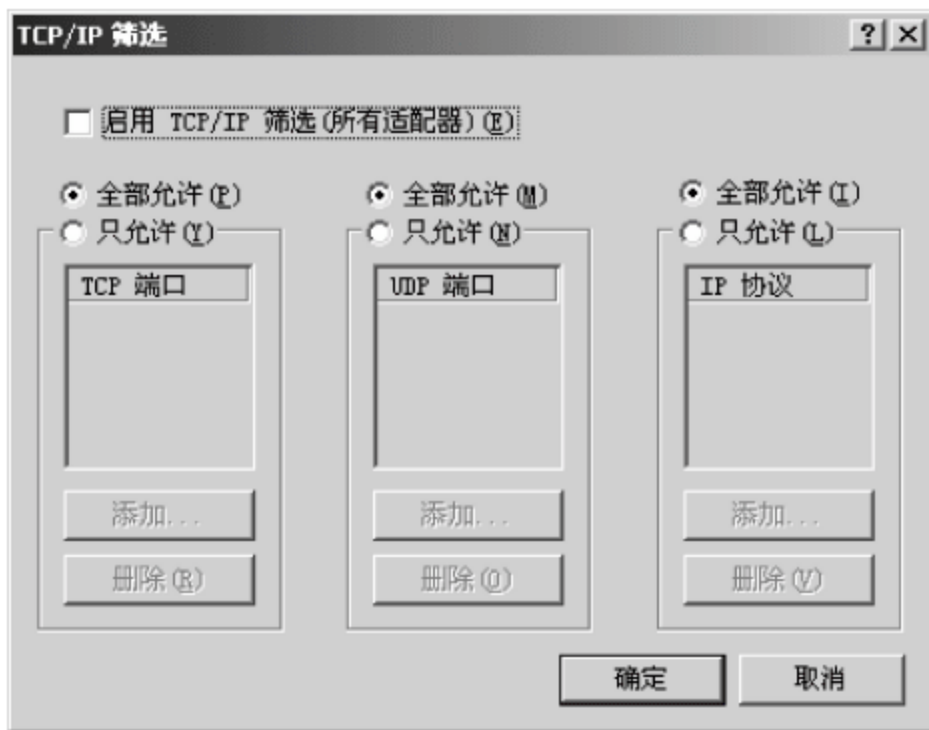 TCP/IP 筛选
启用 TCP/IP 筛选(所有适配器)(E)
全部允许(P) 全部允许(M) 全部允许(I)
只允许(Y) 只允许(N) 只允许(L)
TCP 端口 UDP 端口 IP 协议
添加... 添加... 添加...
删除(R) 删除(O) 删除(V)
确定 取消